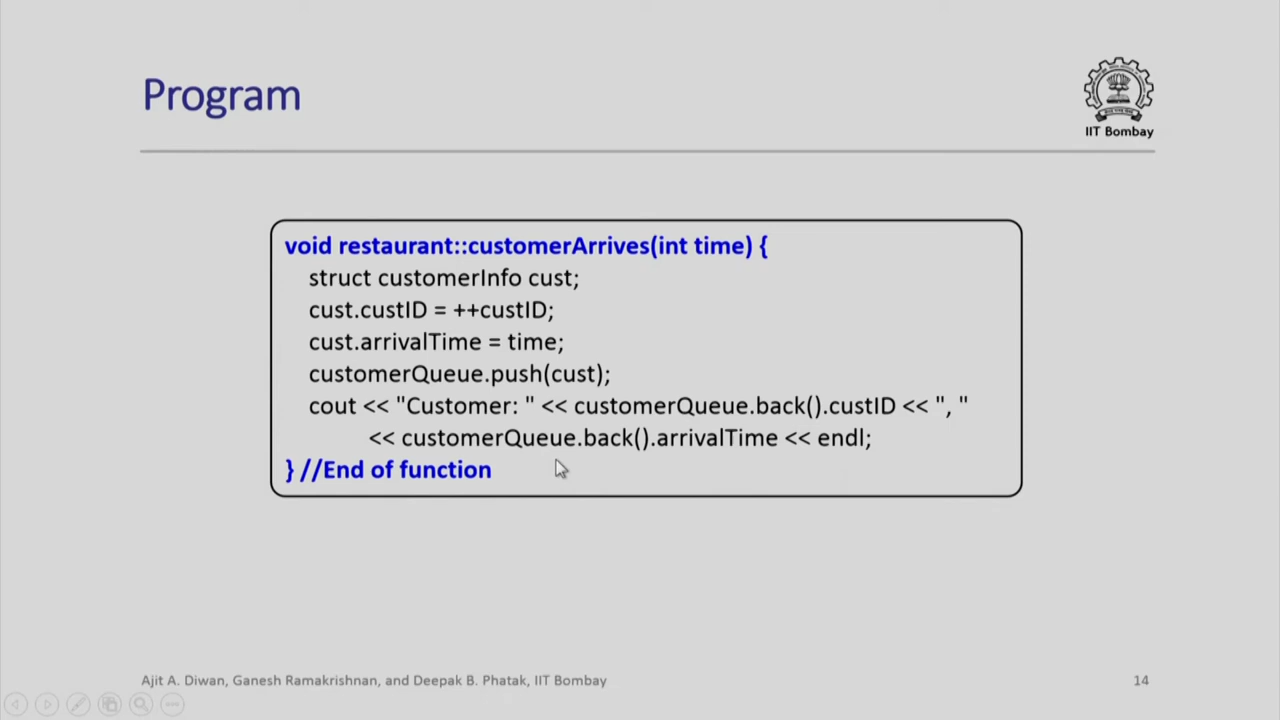 Program
IIT Bombay
void restaurant::customerArrives(int time) {
struct customerInfo cust;
cust.custID = ++custID;
cust.arrivalTime = time;
customerQueue.push(cust);
cout << "Customer: " << customerQueue.back().custID << ", "
<< customerQueue.back().arrivalTime << endl;
} //End of function
Ajit A. Diwan, Ganesh Ramakrishnan, and Deepak B. Phatak, IIT Bombay
14